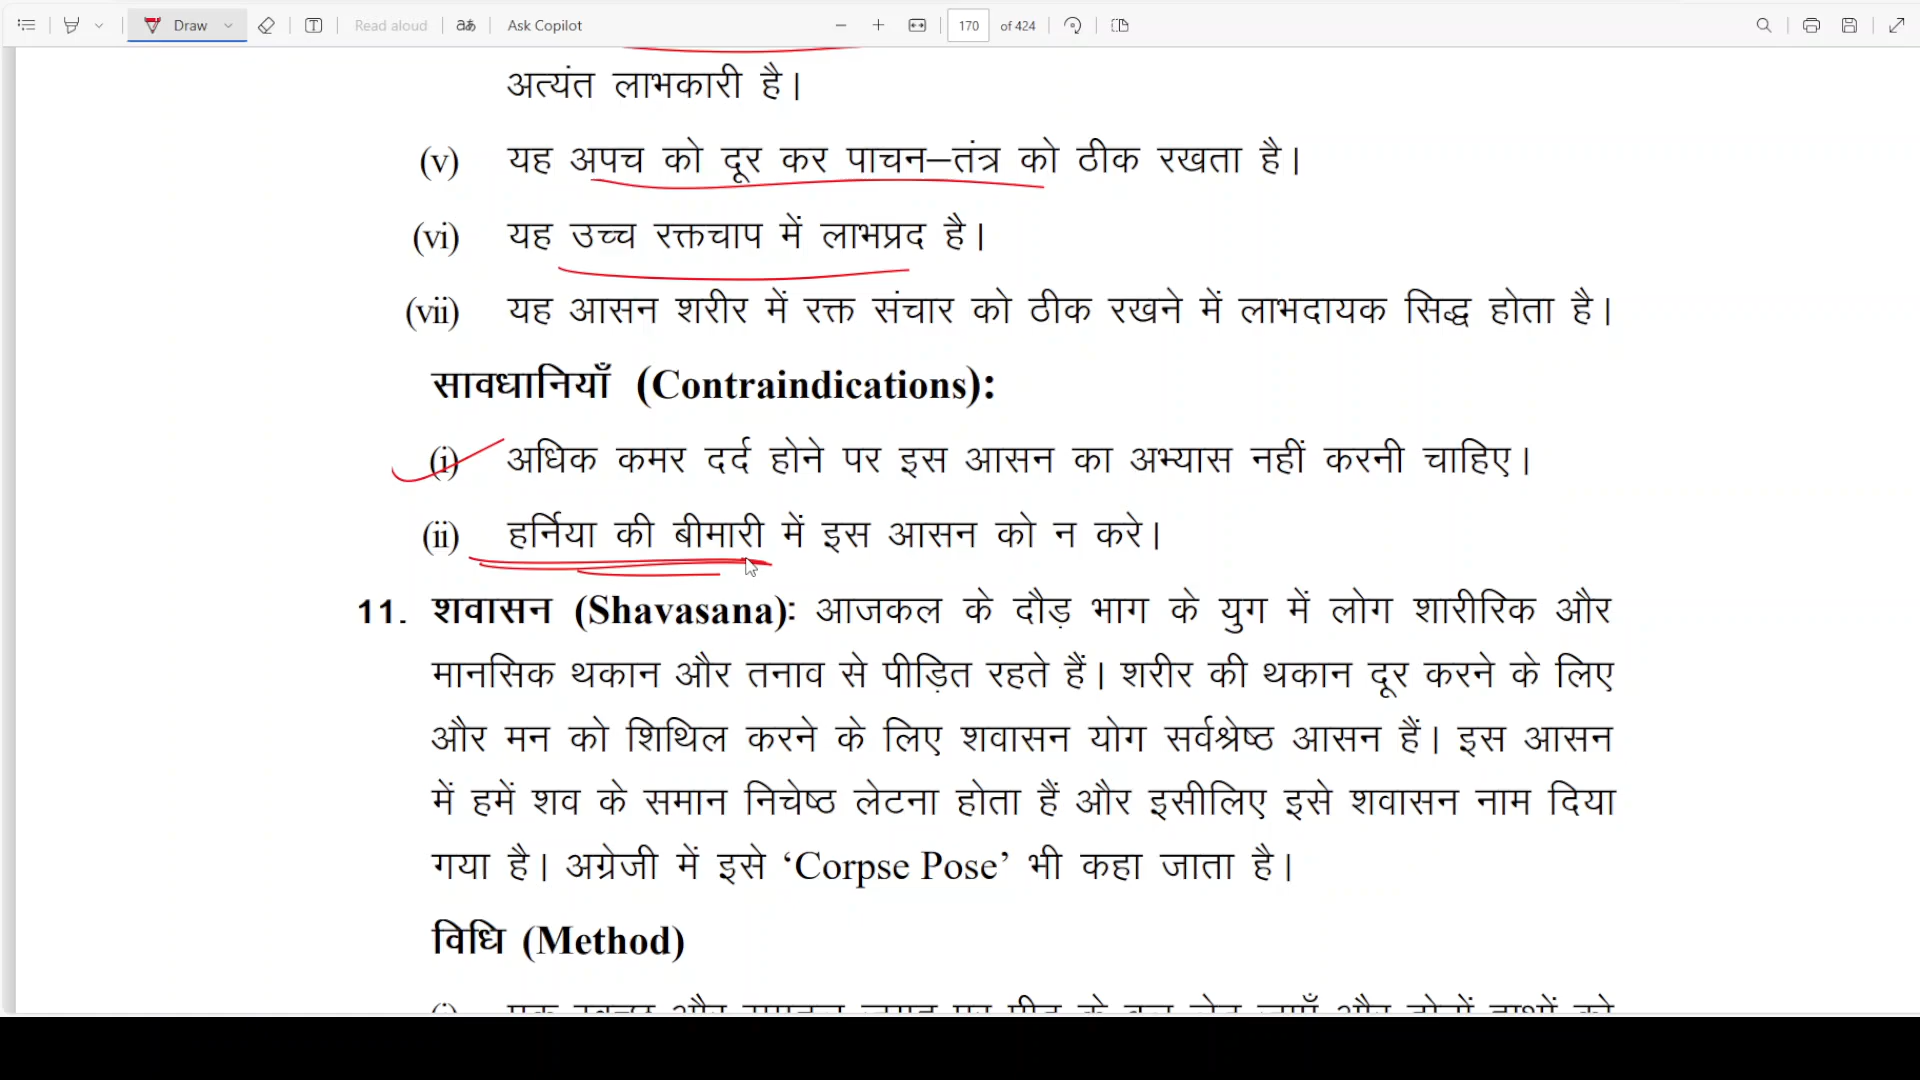 Draw Read aloud aあ Ask Copilot 170 of 424
अत्यंत लाभकारी है।
(v) यह अपच को दूर कर पाचन–तंत्र को ठीक रखता है।
(vi) यह उच्च रक्तचाप में लाभप्रद है।
(vii) यह आसन शरीर में रक्त संचार को ठीक रखने में लाभदायक सिद्ध होता है।
सावधानियाँ (Contraindications):
(i) अधिक कमर दर्द होने पर इस आसन का अभ्यास नहीं करनी चाहिए।
(ii) हर्निया की बीमारी में इस आसन को न करे।
11. शवासन (Shavasana): आजकल के दौड़ भाग के युग में लोग शारीरिक और
मानसिक थकान और तनाव से पीड़ित रहते हैं। शरीर की थकान दूर करने के लिए
और मन को शिथिल करने के लिए शवासन योग सर्वश्रेष्ठ आसन हैं। इस आसन
में हमें शव के समान निचेष्ठ लेटना होता हैं और इसीलिए इसे शवासन नाम दिया
गया है। अग्रेजी में इसे ‘Corpse Pose’ भी कहा जाता है।
विधि (Method)